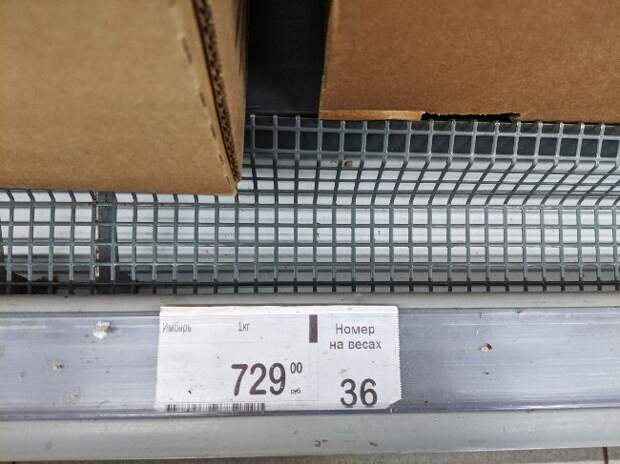 Имбирь 1кг
729 00
руб
Номер
на весах
36